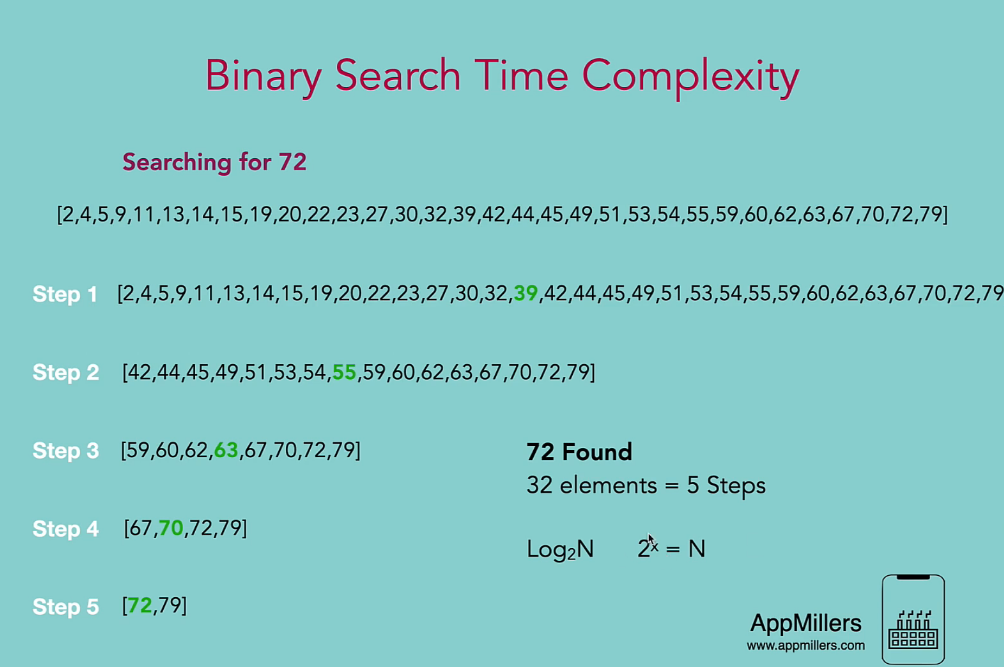 Binary Search Time Complexity
Searching for 72
[2,4,5,9,11,13,14,15,19,20,22,23,27,30,32,39,42,44,45,49,51,53,54,55,59,60,62,63,67,70,72,79]
Step 1 [2,4,5,9,11,13,14,15,19,20,22,23,27,30,32,39,42,44,45,49,51,53,54,55,59,60,62,63,67,70,72,79
Step 2 [42,44,45,49,51,53,54,55,59,60,62,63,67,70,72,79]
Step 3 [59,60,62,63,67,70,72,79]
72 Found
32 elements = 5 Steps
Step 4 [67,70,72,79]
Log₂N 2ˣ = N
Step 5 [72,79]
AppMillers
www.appmillers.com